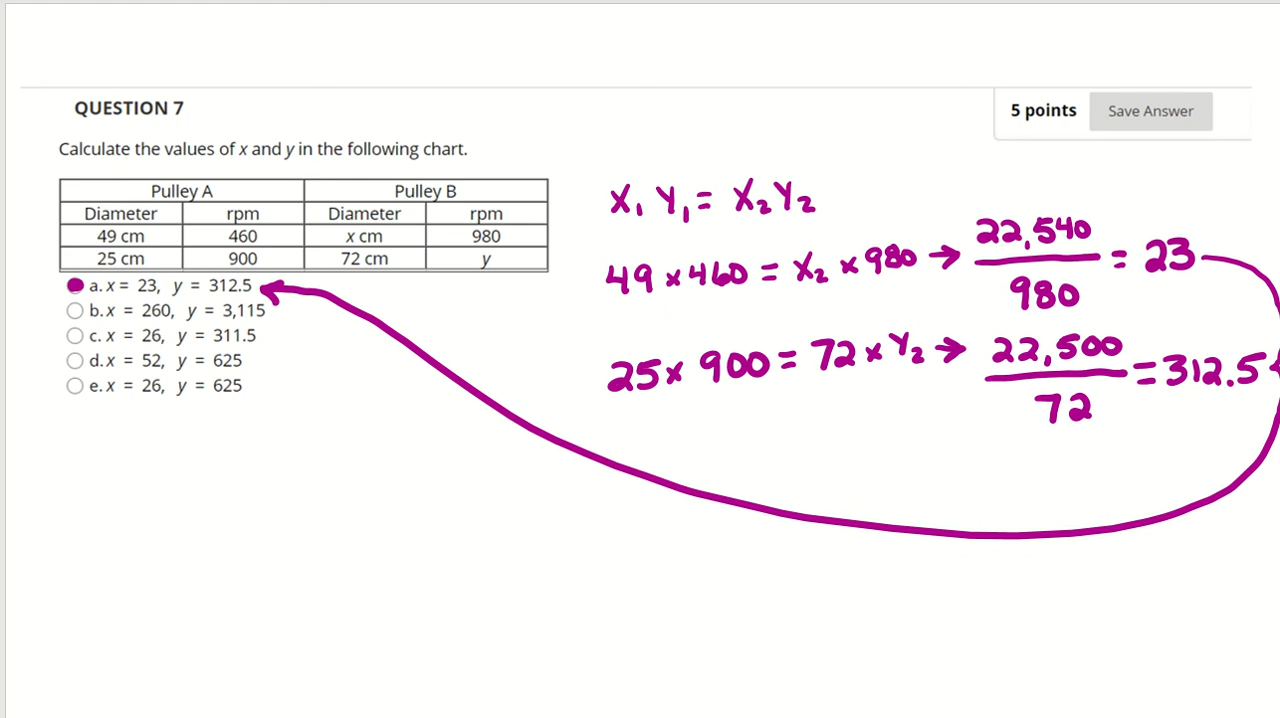 QUESTION 7
5 points
Save Answer
Calculate the values of x and y in the following chart.
Pulley A Pulley B
Diameter rpm Diameter rpm
49 cm 460 x cm 980
25 cm 900 72 cm y
a. x = 23, y = 312.5
b. x = 260, y = 3,115
c. x = 26, y = 311.5
d. x = 52, y = 625
e. x = 26, y = 625
X₁ Y₁ = X₂ Y₂
49 × 460 = X₂ × 980 → 22,540 / 980 = 23
25 × 900 = 72 × Y₂ → 22,500 / 72 = 312.5